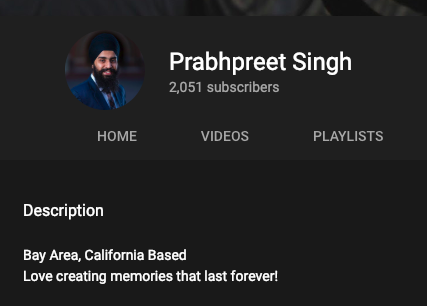 Prabhpreet Singh
2,051 subscribers
HOME VIDEOS PLAYLISTS
Description
Bay Area, California Based
Love creating memories that last forever!